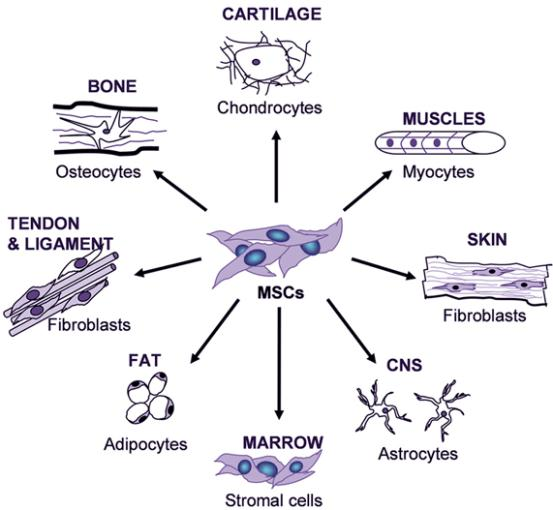 CARTILAGE
Chondrocytes
BONE
Osteocytes
MUSCLES
Myocytes
TENDON
& LIGAMENT
Fibroblasts
MSCs
SKIN
Fibroblasts
FAT
Adipocytes
CNS
Astrocytes
MARROW
Stromal cells